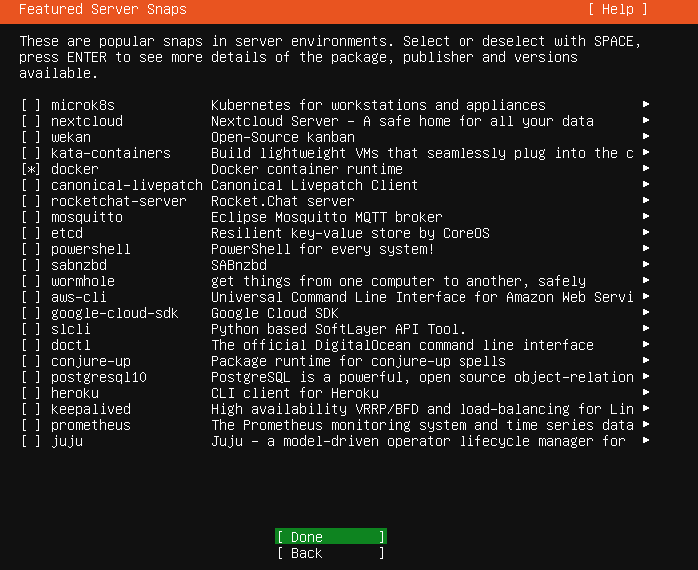 Featured Server Snaps [ Help ]
These are popular snaps in server environments. Select or deselect with SPACE,
press ENTER to see more details of the package, publisher and versions
available.
[ ] microk8s Kubernetes for workstations and appliances ►
[ ] nextcloud Nextcloud Server - A safe home for all your data ►
[ ] wekan Open-Source kanban ►
[ ] kata-containers Build lightweight VMs that seamlessly plug into the c ►
[*] docker Docker container runtime ►
[ ] canonical-livepatch Canonical Livepatch Client ►
[ ] rocketchat-server Rocket.Chat server ►
[ ] mosquitto Eclipse Mosquitto MQTT broker ►
[ ] etcd Resilient key-value store by CoreOS ►
[ ] powershell PowerShell for every system! ►
[ ] sabnzbd SABnzbd ►
[ ] wormhole get things from one computer to another, safely ►
[ ] aws-cli Universal Command Line Interface for Amazon Web Servi ►
[ ] google-cloud-sdk Google Cloud SDK ►
[ ] slcli Python based SoftLayer API Tool. ►
[ ] doctl The official DigitalOcean command line interface ►
[ ] conjure-up Package runtime for conjure-up spells ►
[ ] postgresql10 PostgreSQL is a powerful, open source object-relation ►
[ ] heroku CLI client for Heroku ►
[ ] keepalived High availability VRRP/BFD and load-balancing for Lin ►
[ ] prometheus The Prometheus monitoring system and time series data ►
[ ] juju Juju - a model-driven operator lifecycle manager for ►
[ Done ]
[ Back ]